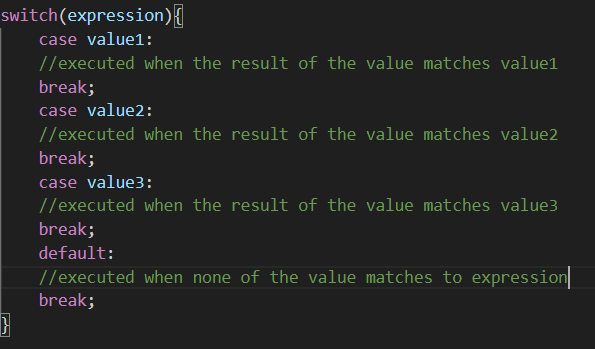 switch(expression){
case value1:
//executed when the result of the value matches value1
break;
case value2:
//executed when the result of the value matches value2
break;
case value3:
//executed when the result of the value matches value3
break;
default:
//executed when none of the value matches to expression
break;
}